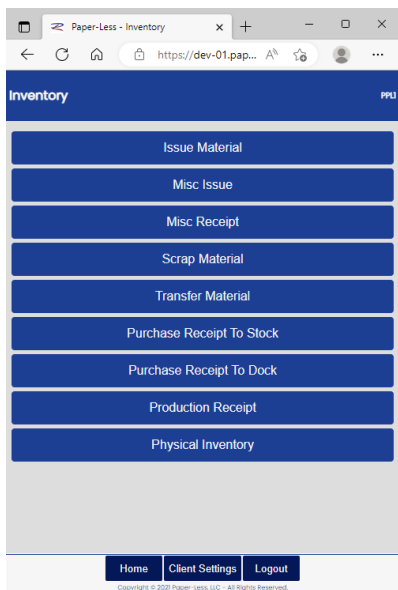 Paper-Less - Inventory
https://dev-01.pap...
Inventory
PPL1
Issue Material
Misc Issue
Misc Receipt
Scrap Material
Transfer Material
Purchase Receipt To Stock
Purchase Receipt To Dock
Production Receipt
Physical Inventory
Home Client Settings Logout
Copyright © 2021 Paper-Less, LLC - All Rights Reserved.